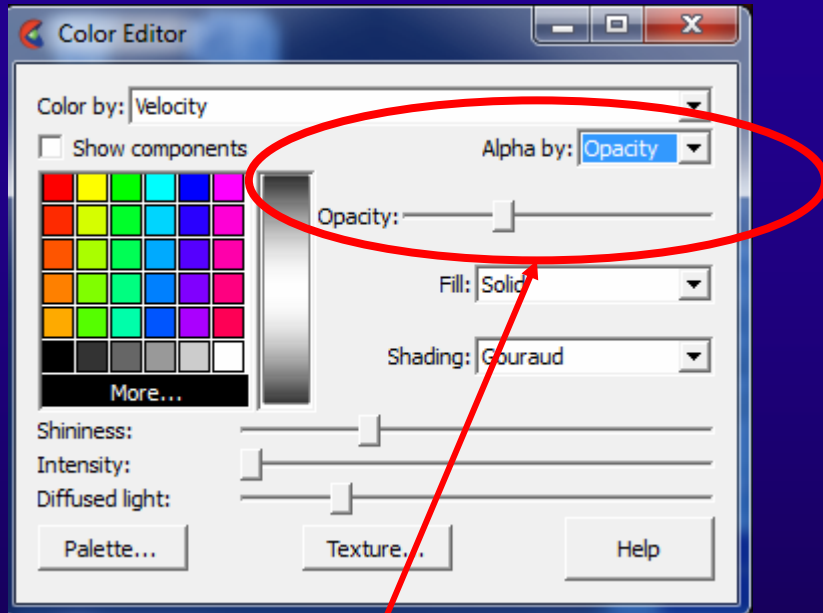 Color Editor
Color by: Velocity
Show components
Alpha by: Opacity
Opacity:
Fill: Solid
Shading: Gouraud
More...
Shininess:
Intensity:
Diffused light:
Palette...
Texture...
Help